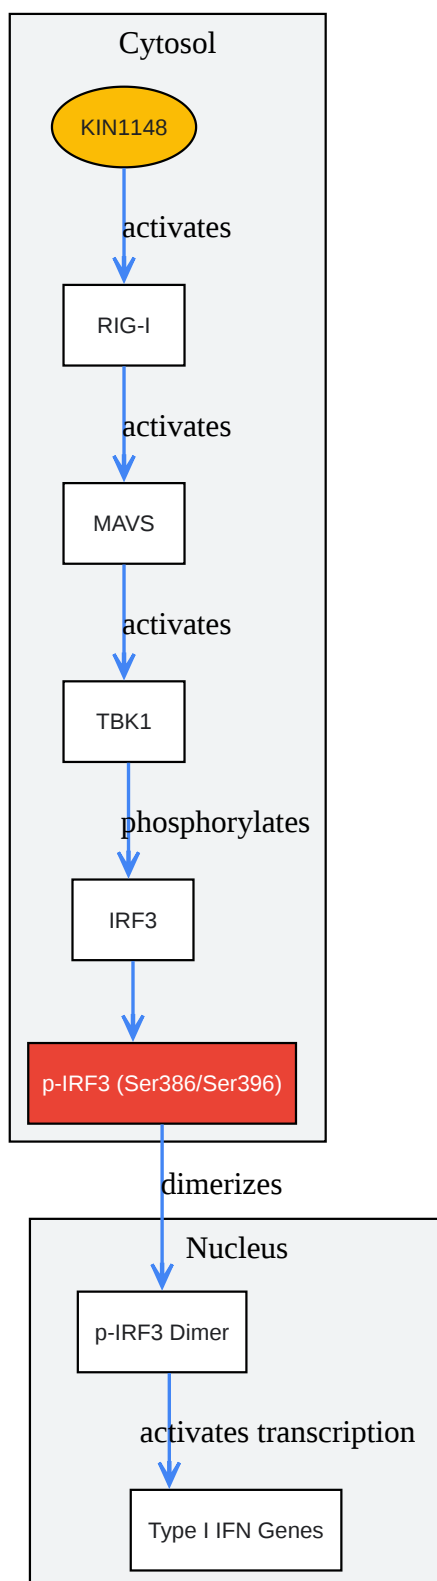 Cytosol
KIN1148
activates
RIG-I
activates
MAVS
activates
TBK1
phosphorylates
IRF3
p-IRF3 (Ser386/Ser396)
dimerizes
Nucleus
p-IRF3 Dimer
activates transcription
Type I IFN Genes